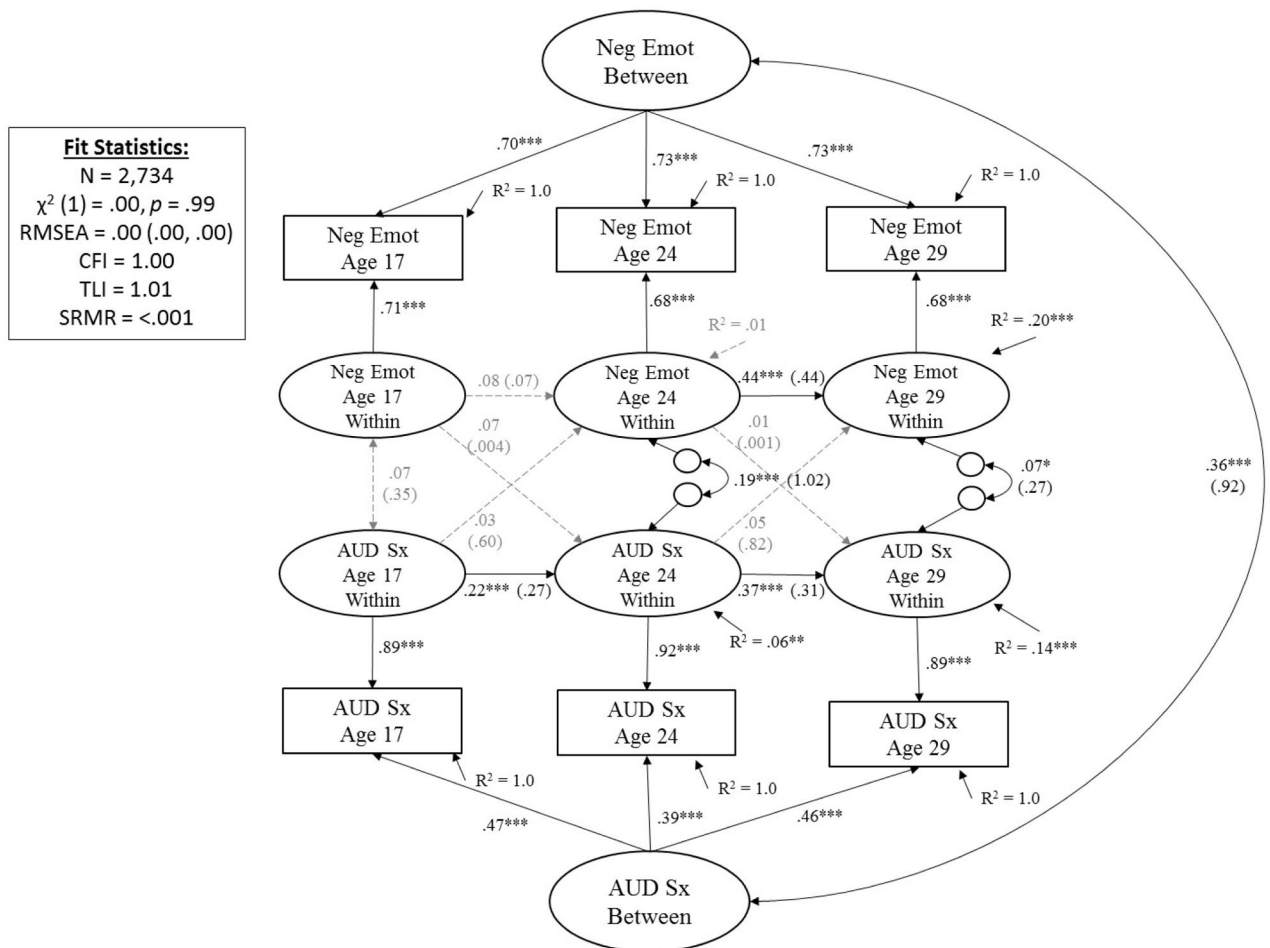 Neg Emot
Between
Fit Statistics:
N = 2,734
χ² (1) = .00, p = .99
RMSEA = .00 (.00, .00)
CFI = 1.00
TLI = 1.01
SRMR = <.001
.70***
.73***
.73***
R² = 1.0
R² = 1.0
R² = 1.0
Neg Emot
Age 17
Neg Emot
Age 24
Neg Emot
Age 29
.71***
.68***
.68***
R² = .01
R² = .20***
Neg Emot
Age 17
Within
.08 (.07)
Neg Emot
Age 24
Within
.44*** (.44)
Neg Emot
Age 29
Within
.07
(.004)
.01
(.001)
.07
(.35)
.19*** (1.02)
.07*
(.27)
.36***
(.92)
.03
(.60)
.05
(.82)
AUD Sx
Age 17
Within
.22*** (.27)
AUD Sx
Age 24
Within
.37*** (.31)
AUD Sx
Age 29
Within
R² = .06**
R² = .14***
.89***
.92***
.89***
AUD Sx
Age 17
AUD Sx
Age 24
AUD Sx
Age 29
R² = 1.0
R² = 1.0
R² = 1.0
.47***
.39***
.46***
AUD Sx
Between